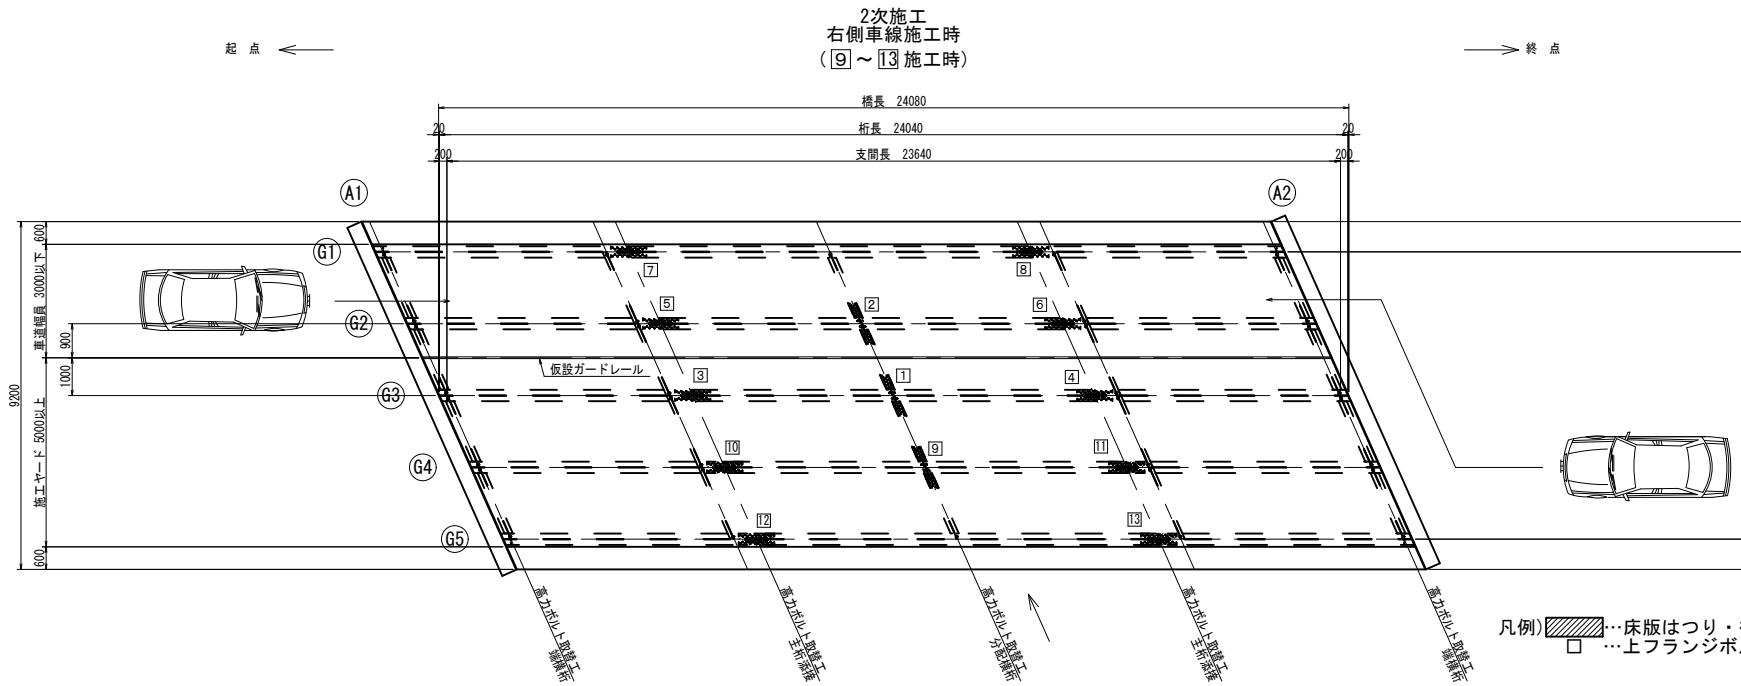 2次施工
右側車線施工時
(9～13施工時)
起点
終点
橋長 24080
20
桁長 24040
20
200
支間長 23640
200
A1
A2
9200
600
車道幅員 3000以下
900
1000
施工ヤード 5000以上
600
G1
G2
G3
G4
G5
7
8
5
2
6
仮設ガードレール
3
1
4
10
9
11
12
13
高力ボルト取替工
端横桁
高力ボルト取替工
主桁添接
高力ボルト取替工
分配横桁
高力ボルト取替工
主桁添接
高力ボルト取替工
端横桁
凡例)
…床版はつり・
□ …上フランジボ